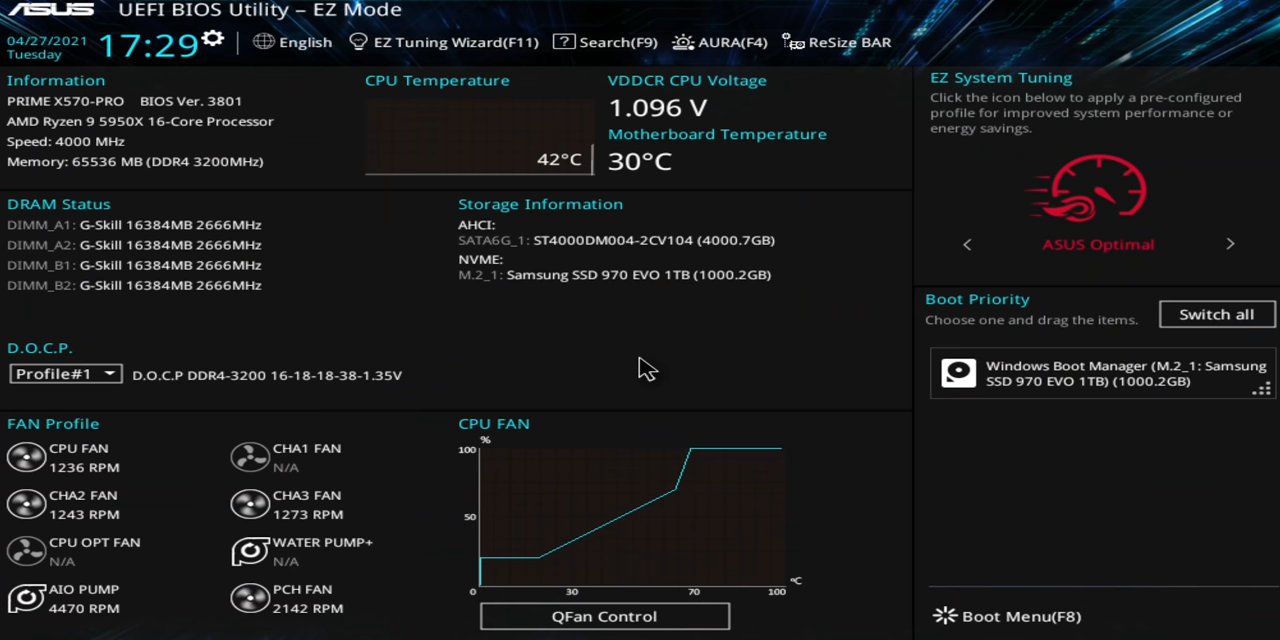 ASUS UEFI BIOS Utility – EZ Mode
04/27/2021
Tuesday
17:29
English
EZ Tuning Wizard(F11)
? Search(F9)
AURA(F4)
ReSize BAR
Information
PRIME X570-PRO BIOS Ver. 3801
AMD Ryzen 9 5950X 16-Core Processor
Speed: 4000 MHz
Memory: 65536 MB (DDR4 3200MHz)
CPU Temperature
42°C
VDDCR CPU Voltage
1.096 V
Motherboard Temperature
30°C
EZ System Tuning
Click the icon below to apply a pre-configured
profile for improved system performance or
energy savings.
< ASUS Optimal >
DRAM Status
DIMM_A1: G-Skill 16384MB 2666MHz
DIMM_A2: G-Skill 16384MB 2666MHz
DIMM_B1: G-Skill 16384MB 2666MHz
DIMM_B2: G-Skill 16384MB 2666MHz
Storage Information
AHCI:
SATA6G_1: ST4000DM004-2CV104 (4000.7GB)
NVME:
M.2_1: Samsung SSD 970 EVO 1TB (1000.2GB)
D.O.C.P.
Profile#1 D.O.C.P DDR4-3200 16-18-18-38-1.35V
Boot Priority
Choose one and drag the items.
Switch all
Windows Boot Manager (M.2_1: Samsung
SSD 970 EVO 1TB) (1000.2GB)
FAN Profile
CPU FAN
1236 RPM
CHA1 FAN
N/A
CHA2 FAN
1243 RPM
CHA3 FAN
1273 RPM
CPU OPT FAN
N/A
WATER PUMP+
N/A
AIO PUMP
4470 RPM
PCH FAN
2142 RPM
CPU FAN
%
100
50
0 30 70 100
°C
QFan Control
Boot Menu(F8)